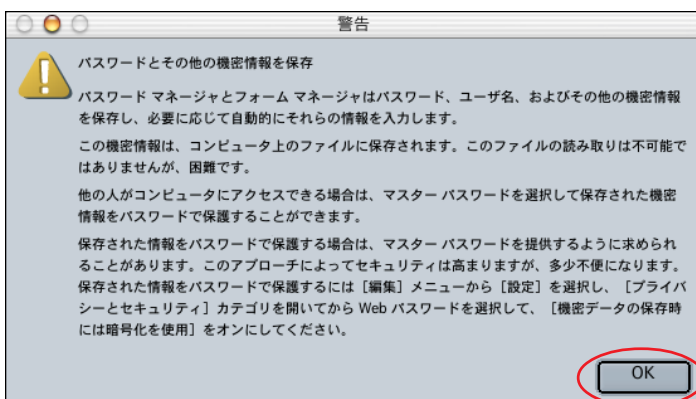 警告
パスワードとその他の機密情報を保存
パスワード マネージャとフォーム マネージャはパスワード、ユーザ名、およびその他の機密情報
を保存し、必要に応じて自動的にそれらの情報を入力します。
この機密情報は、コンピュータ上のファイルに保存されます。このファイルの読み取りは不可能で
はありませんが、困難です。
他の人がコンピュータにアクセスできる場合は、マスター パスワードを選択して保存された機密
情報をパスワードで保護することができます。
保存された情報をパスワードで保護する場合は、マスター パスワードを提供するように求められ
ることがあります。このアプローチによってセキュリティは高まりますが、多少不便になります。
保存された情報をパスワードで保護するには［編集］メニューから［設定］を選択し、［プライバ
シーとセキュリティ］カテゴリを開いてから Web パスワードを選択して、［機密データの保存時
には暗号化を使用］をオンにしてください。
OK